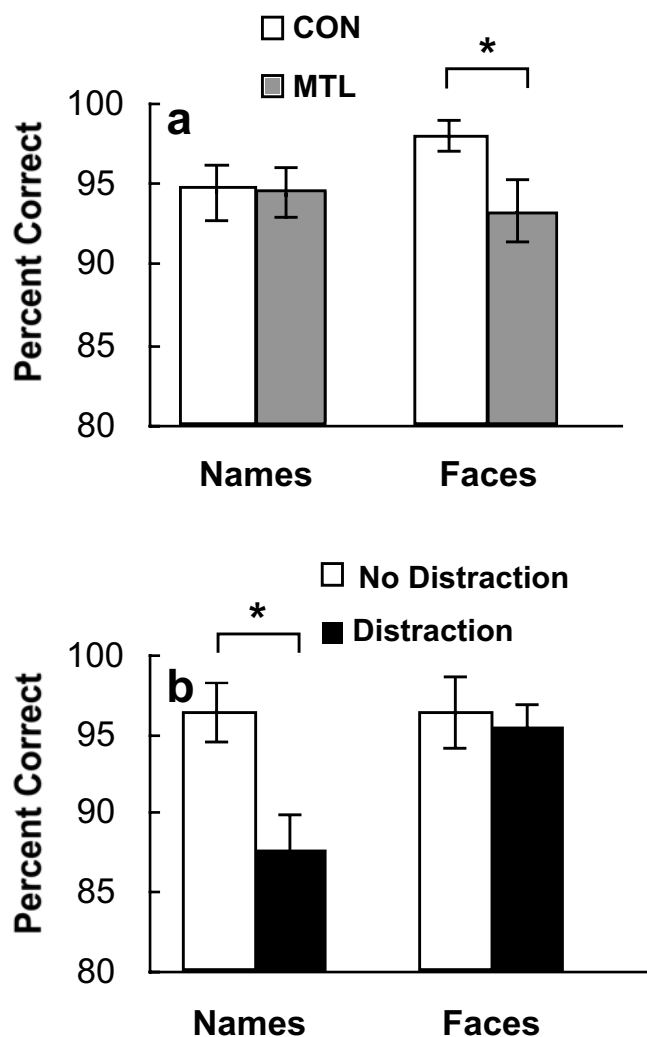 CON
*
MTL
a
100
95
90
85
80
Percent Correct
Names Faces
No Distraction
*
Distraction
b
100
95
90
85
80
Percent Correct
Names Faces